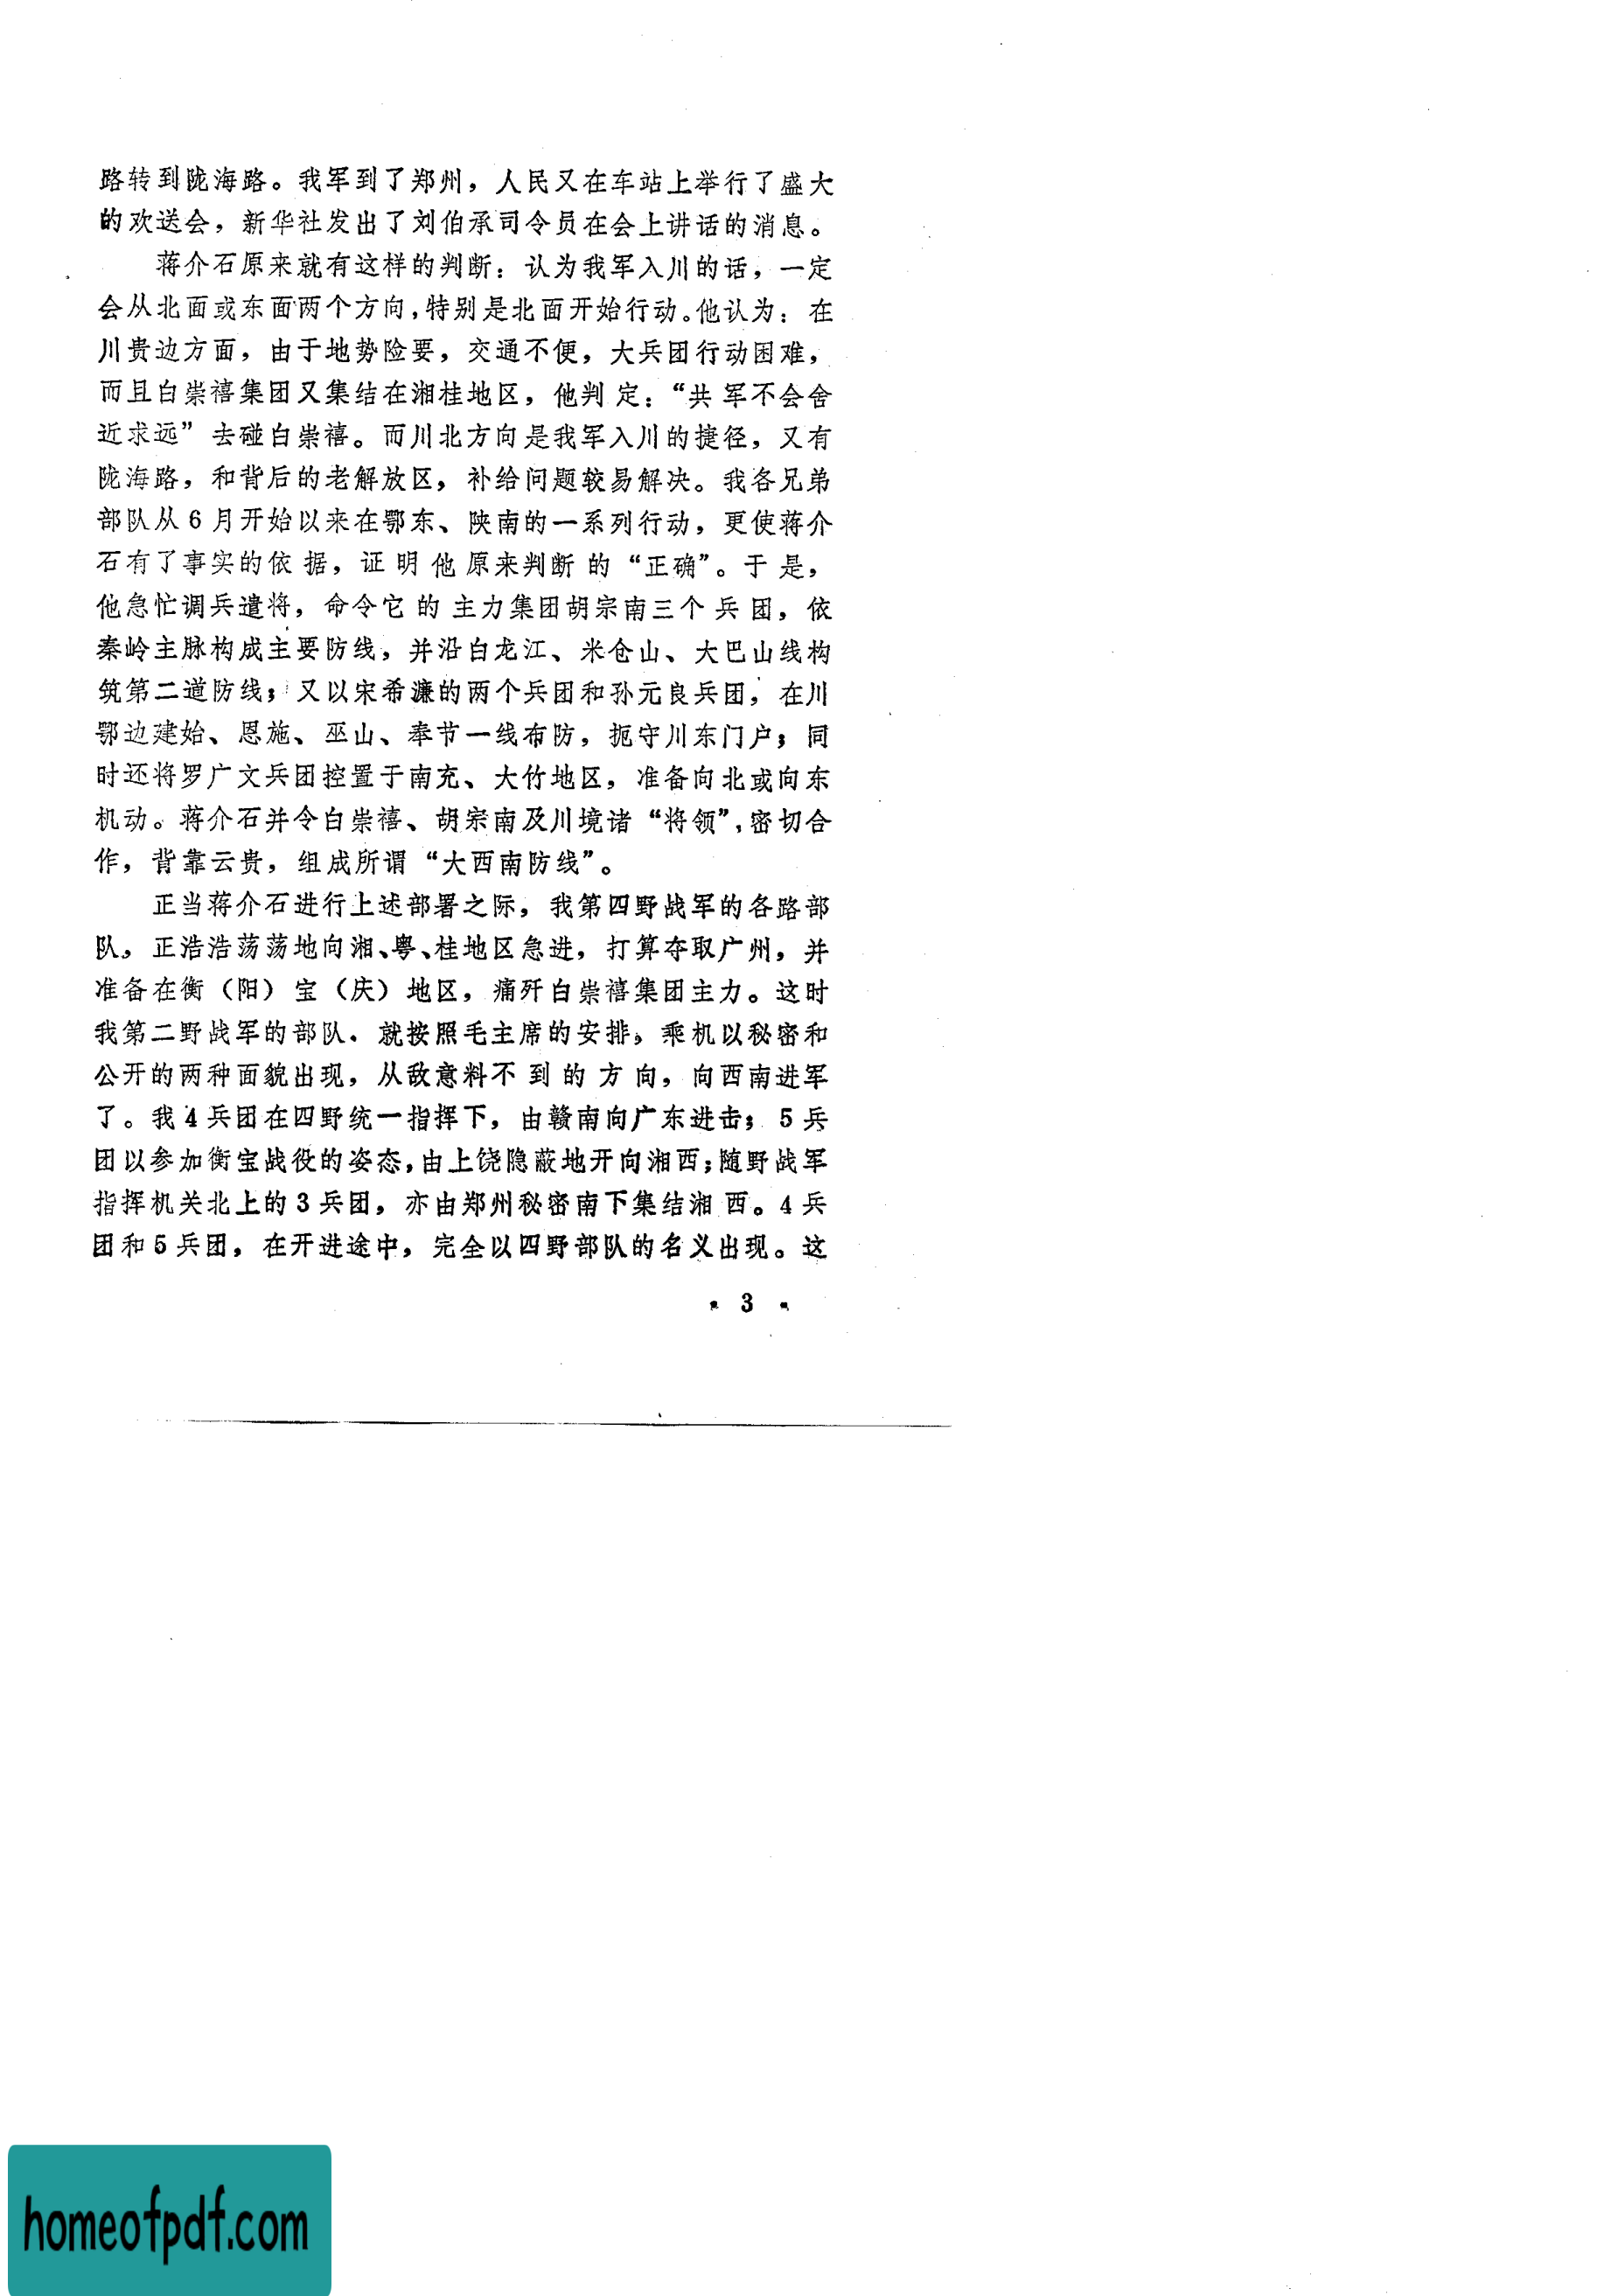 路转到陇海路。我军到了郑州，人民又在车站上举行了盛大
的欢送会，新华社发出了刘伯承司令员在会上讲话的消息。
蒋介石原来就有这样的判断：认为我军入川的话，一定
会从北面或东面两个方向，特别是北面开始行动。他认为：在
川贵边方面，由于地势险要，交通不便，大兵团行动困难，
而且白崇禧集团又集结在湘桂地区，他判定：“共军不会舍
近求远”去碰白崇禧。而川北方向是我军入川的捷径，又有
陇海路，和背后的老解放区，补给问题较易解决。我各兄弟
部队从6月开始以来在鄂东、陕南的一系列行动，更使蒋介
石有了事实的依据，证明他原来判断的“正确”。于是，
他急忙调兵遣将，命令它的主力集团胡宗南三个兵团，依
秦岭主脉构成主要防线，并沿白龙江、米仓山、大巴山线构
筑第二道防线；又以宋希濂的两个兵团和孙元良兵团，在川
鄂边建始、恩施、巫山、奉节一线布防，扼守川东门户；同
时还将罗广文兵团控置于南充、大竹地区，准备向北或向东
机动。蒋介石并令白崇禧、胡宗南及川境诸“将领”，密切合
作，背靠云贵，组成所谓“大西南防线”。
正当蒋介石进行上述部署之际，我第四野战军的各路部
队，正浩浩荡荡地向湘、粤、桂地区急进，打算夺取广州，并
准备在衡（阳）宝（庆）地区，痛歼白崇禧集团主力。这时
我第二野战军的部队．就按照毛主席的安排，乘机以秘密和
公开的两种面貌出现，从敌意料不到的方向，向西南进军
了。我4兵团在四野统一指挥下，由赣南向广东进击；5兵
团以参加衡宝战役的姿态，由上饶隐蔽地开向湘西；随野战军
指挥机关北上的3兵团，亦由郑州秘密南下集结湘西。4兵
团和5兵团，在开进途中，完全以四野部队的名义出现。这
· 3 ·
homeofpdf.com